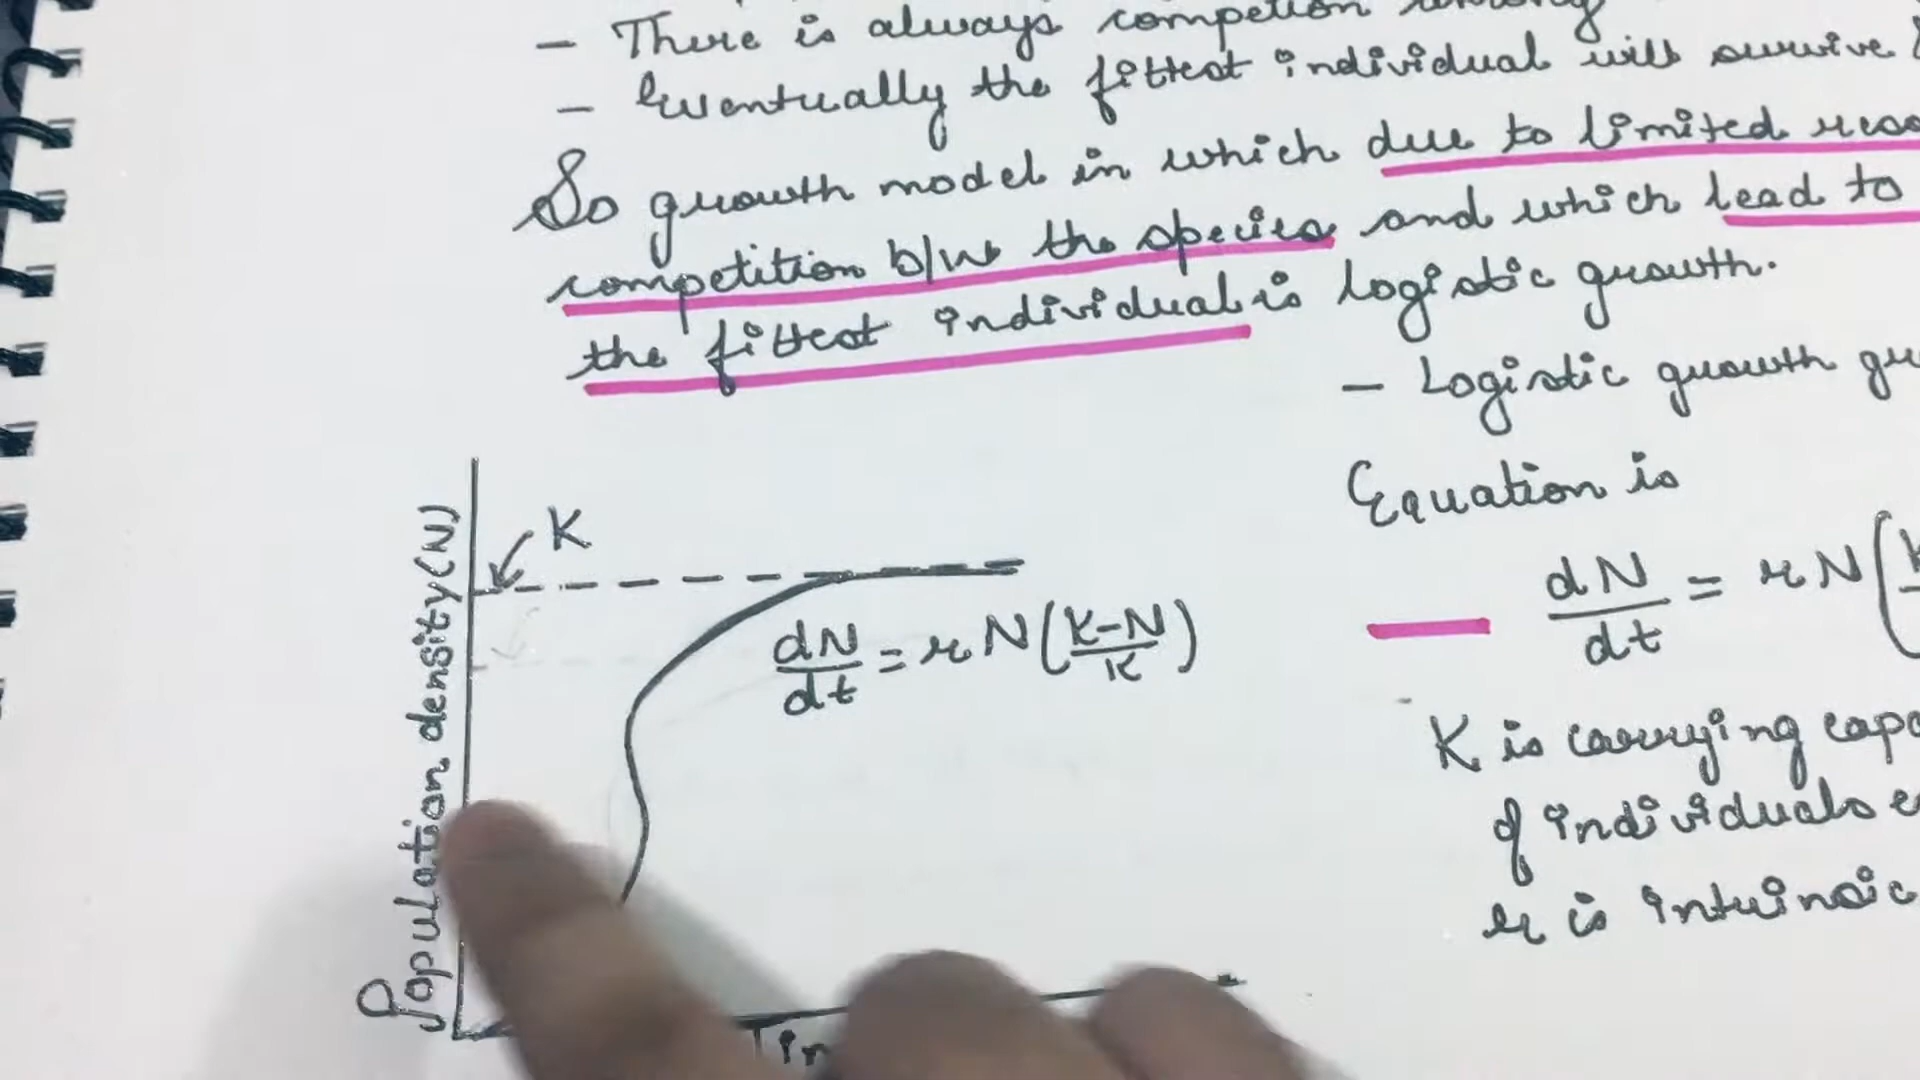 - There is always competion among
- Eventually the fittest individual will survive
So growth model in which due to limited
competition b/w the species and which lead to
the fittest individual is logistic growth.
- Logistic growth
Equation is
K
dN/dt = rN(K-N/K)
dN/dt = rN(
Population density(N)
K is carrying
of individuals
r is intrinsic